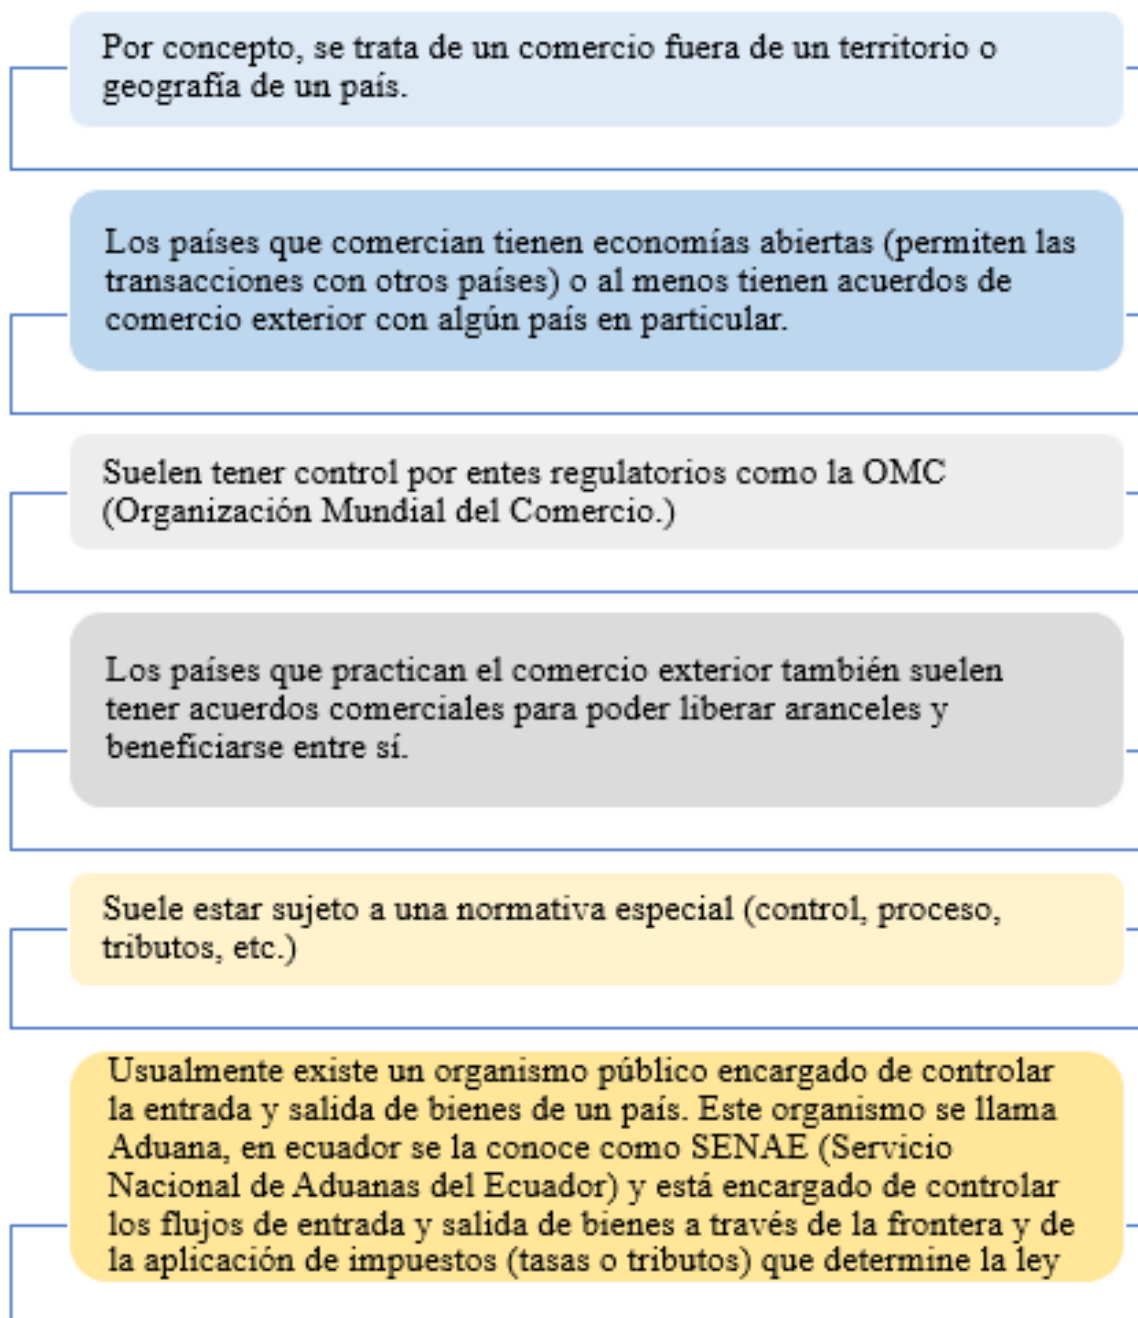 Por concepto, se trata de un comercio fuera de un territorio o
geografía de un país.
Los países que comercian tienen economías abiertas (permiten las
transacciones con otros países) o al menos tienen acuerdos de
comercio exterior con algún país en particular.
Suelen tener control por entes regulatorios como la OMC
(Organización Mundial del Comercio.)
Los países que practican el comercio exterior también suelen
tener acuerdos comerciales para poder liberar aranceles y
beneficiarse entre sí.
Suele estar sujeto a una normativa especial (control, proceso,
tributos, etc.)
Usualmente existe un organismo público encargado de controlar
la entrada y salida de bienes de un país. Este organismo se llama
Aduana, en ecuador se la conoce como SENAE (Servicio
Nacional de Aduanas del Ecuador) y está encargado de controlar
los flujos de entrada y salida de bienes a través de la frontera y de
la aplicación de impuestos (tasas o tributos) que determine la ley